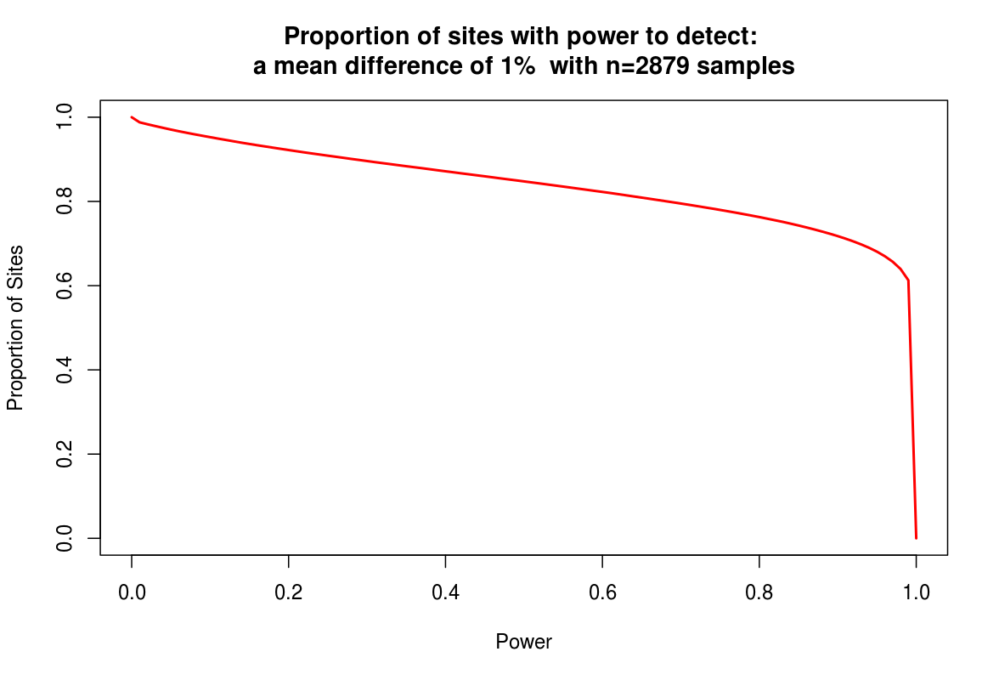 Proportion of sites with power to detect:
a mean difference of 1%  with n=2879 samples
Proportion of Sites
1.0
0.8
0.6
0.4
0.2
0.0
0.0 0.2 0.4 0.6 0.8 1.0
Power